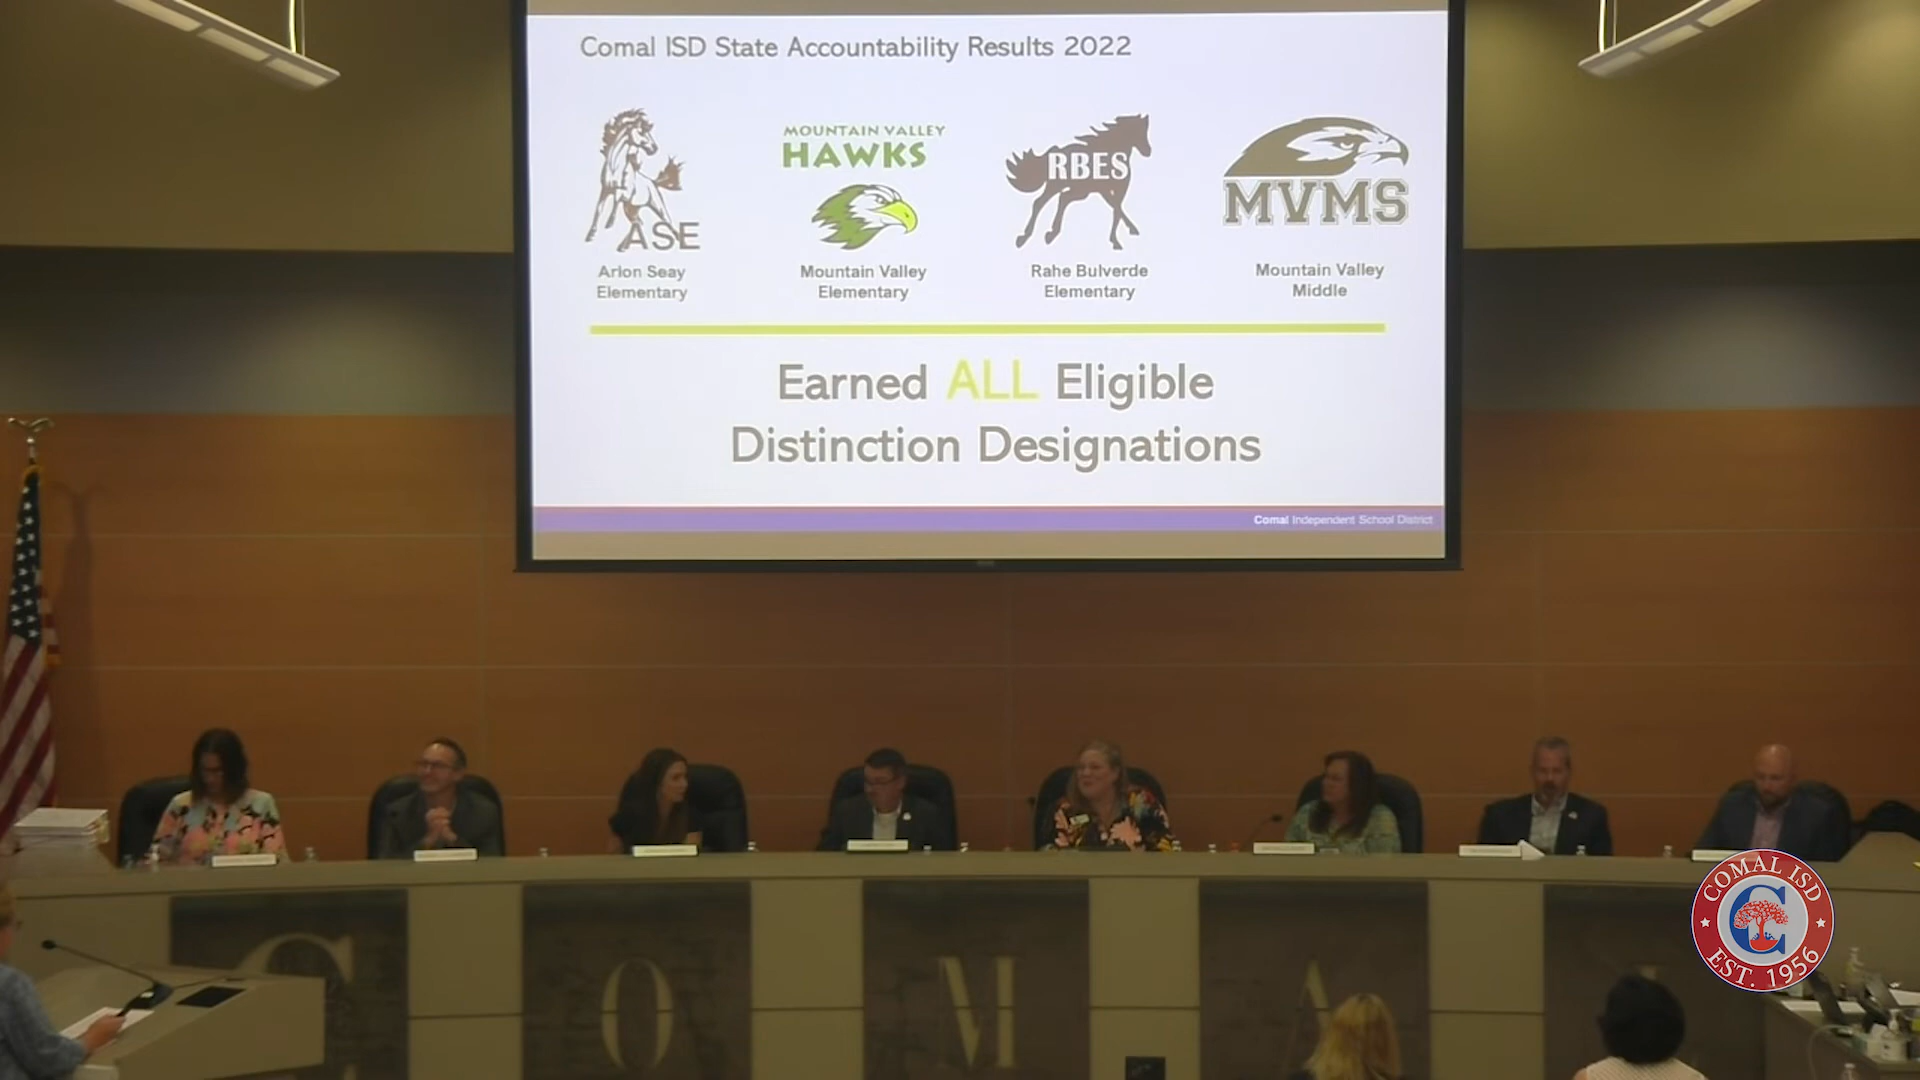 Comal ISD State Accountability Results 2022
ASE
MOUNTAIN VALLEY
HAWKS
RBES
MVMS
Arlon Seay
Elementary
Mountain Valley
Elementary
Rahe Bulverde
Elementary
Mountain Valley
Middle
Earned ALL Eligible
Distinction Designations
Comal Independent School District
C O M A
COMAL ISD
C
EST. 1956